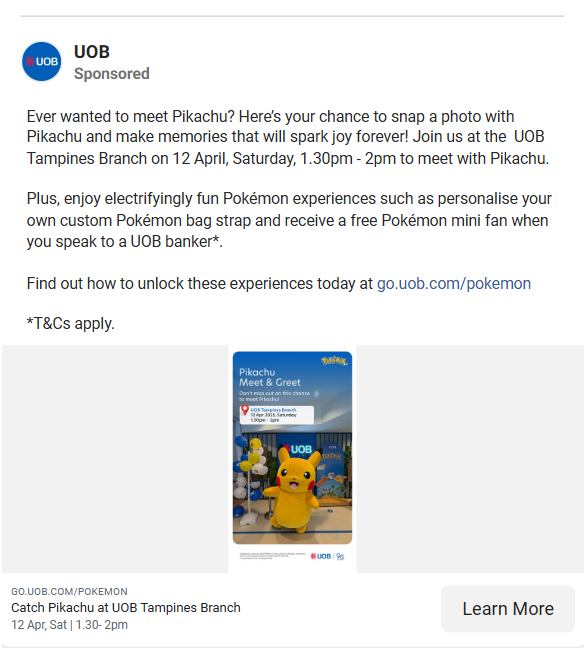 UOB
UOB
Sponsored
Ever wanted to meet Pikachu? Here's your chance to snap a photo with
Pikachu and make memories that will spark joy forever! Join us at the UOB
Tampines Branch on 12 April, Saturday, 1.30pm - 2pm to meet with Pikachu.
Plus, enjoy electrifyingly fun Pokémon experiences such as personalise your
own custom Pokémon bag strap and receive a free Pokémon mini fan when
you speak to a UOB banker*.
Find out how to unlock these experiences today at go.uob.com/pokemon
*T&Cs apply.
Pokémon
Pikachu
Meet & Greet
Don't miss out on this chance
to meet Pikachu!
UOB Tampines Branch
12 Apr 2025, Saturday
1.30pm - 2pm
UOB
UOB
GO.UOB.COM/POKEMON
Catch Pikachu at UOB Tampines Branch
12 Apr, Sat | 1.30- 2pm
Learn More